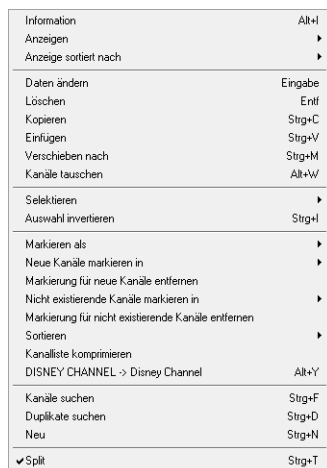 Information Alt+I
Anzeigen
Anzeige sortiert nach
Daten ändern Eingabe
Löschen Entf
Kopieren Strg+C
Einfügen Strg+V
Verschieben nach Strg+M
Kanäle tauschen Alt+W
Selektieren
Auswahl invertieren Strg+I
Markieren als
Neue Kanäle markieren in
Markierung für neue Kanäle entfernen
Nicht existierende Kanäle markieren in
Markierung für nicht existierende Kanäle entfernen
Sortieren
Kanalliste komprimieren
DISNEY CHANNEL -> Disney Channel Alt+Y
Kanäle suchen Strg+F
Duplikate suchen Strg+D
Neu Strg+N
Split Strg+T